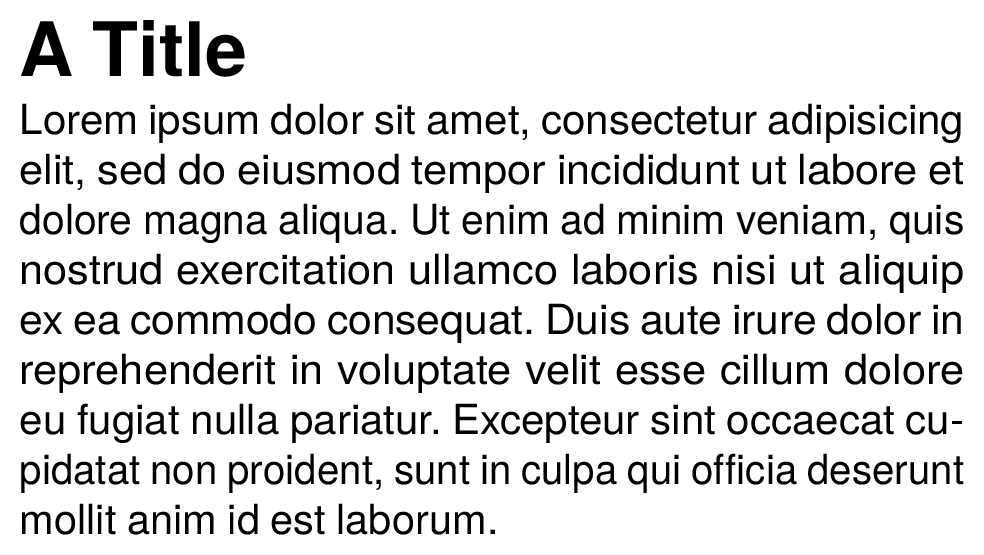 A Title
Lorem ipsum dolor sit amet, consectetur adipisicing
elit, sed do eiusmod tempor incididunt ut labore et
dolore magna aliqua. Ut enim ad minim veniam, quis
nostrud exercitation ullamco laboris nisi ut aliquip
ex ea commodo consequat. Duis aute irure dolor in
reprehenderit in voluptate velit esse cillum dolore
eu fugiat nulla pariatur. Excepteur sint occaecat cu-
pidatat non proident, sunt in culpa qui officia deserunt
mollit anim id est laborum.